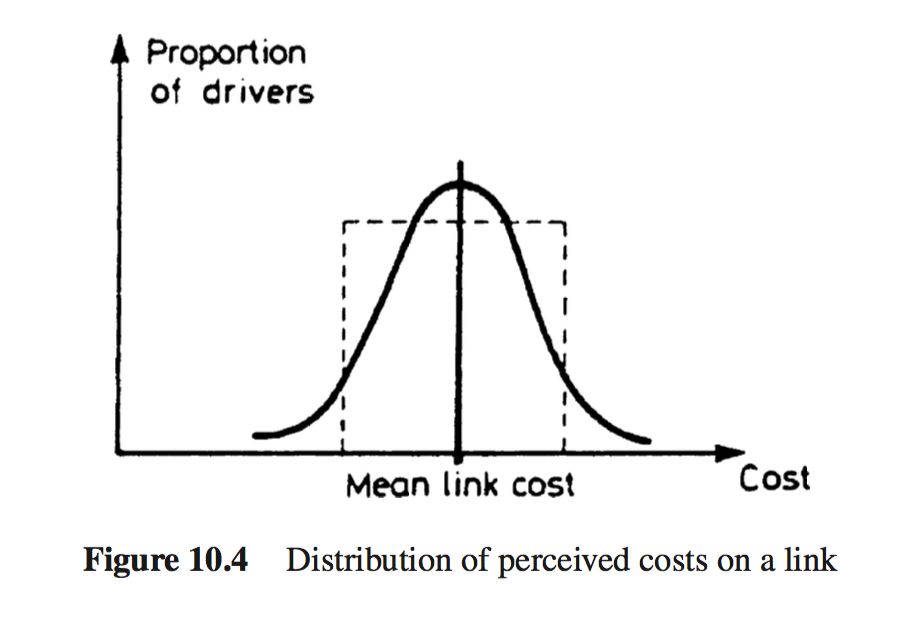 Proportion
of drivers
Mean link cost
Cost
Figure 10.4 Distribution of perceived costs on a link